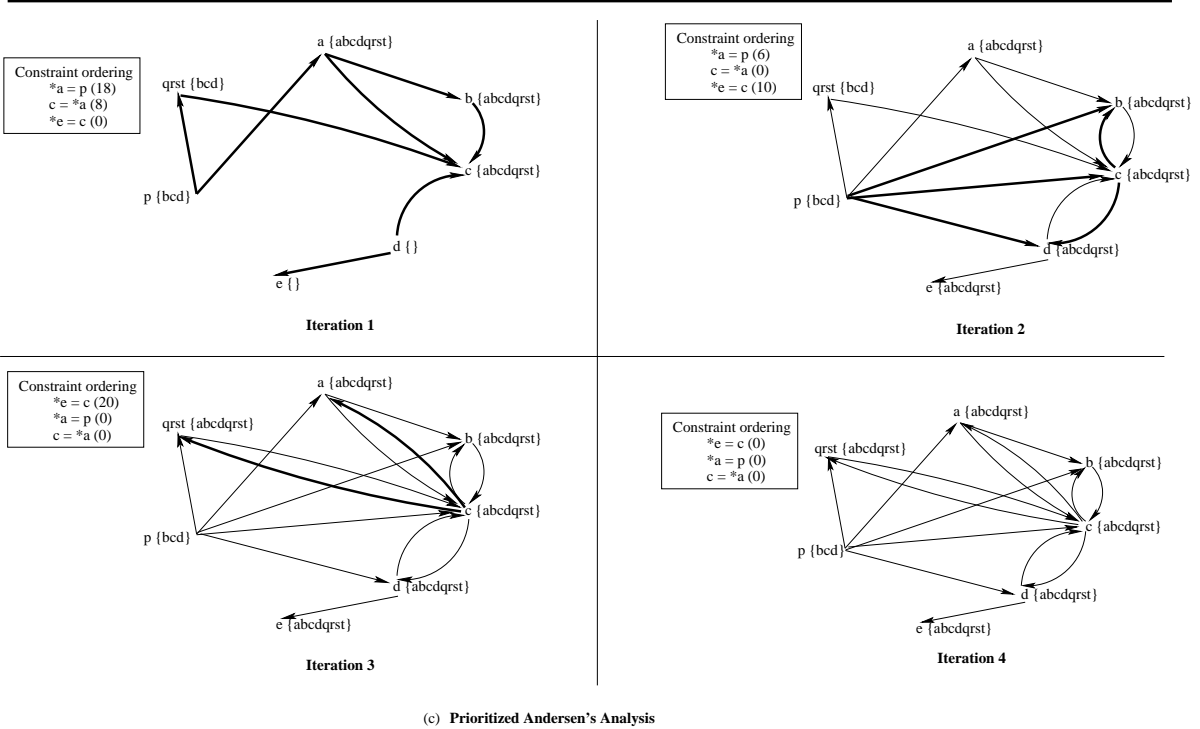 Constraint ordering
*a = p (18)
c = *a (8)
*e = c (0)
a {abcdqrst}
qrst {bcd}
b {abcdqrst}
c {abcdqrst}
p {bcd}
d {}
e {}
Iteration 1
Constraint ordering
*a = p (6)
c = *a (0)
*e = c (10)
a {abcdqrst}
qrst {bcd}
b {abcdqrst}
c {abcdqrst}
p {bcd}
d {abcdqrst}
e {abcdqrst}
Iteration 2
Constraint ordering
*e = c (20)
*a = p (0)
c = *a (0)
a {abcdqrst}
qrst {abcdqrst}
b {abcdqrst}
c {abcdqrst}
p {bcd}
d {abcdqrst}
e {abcdqrst}
Iteration 3
Constraint ordering
*e = c (0)
*a = p (0)
c = *a (0)
a {abcdqrst}
qrst {abcdqrst}
b {abcdqrst}
c {abcdqrst}
p {bcd}
d {abcdqrst}
e {abcdqrst}
Iteration 4
(c) Prioritized Andersen's Analysis